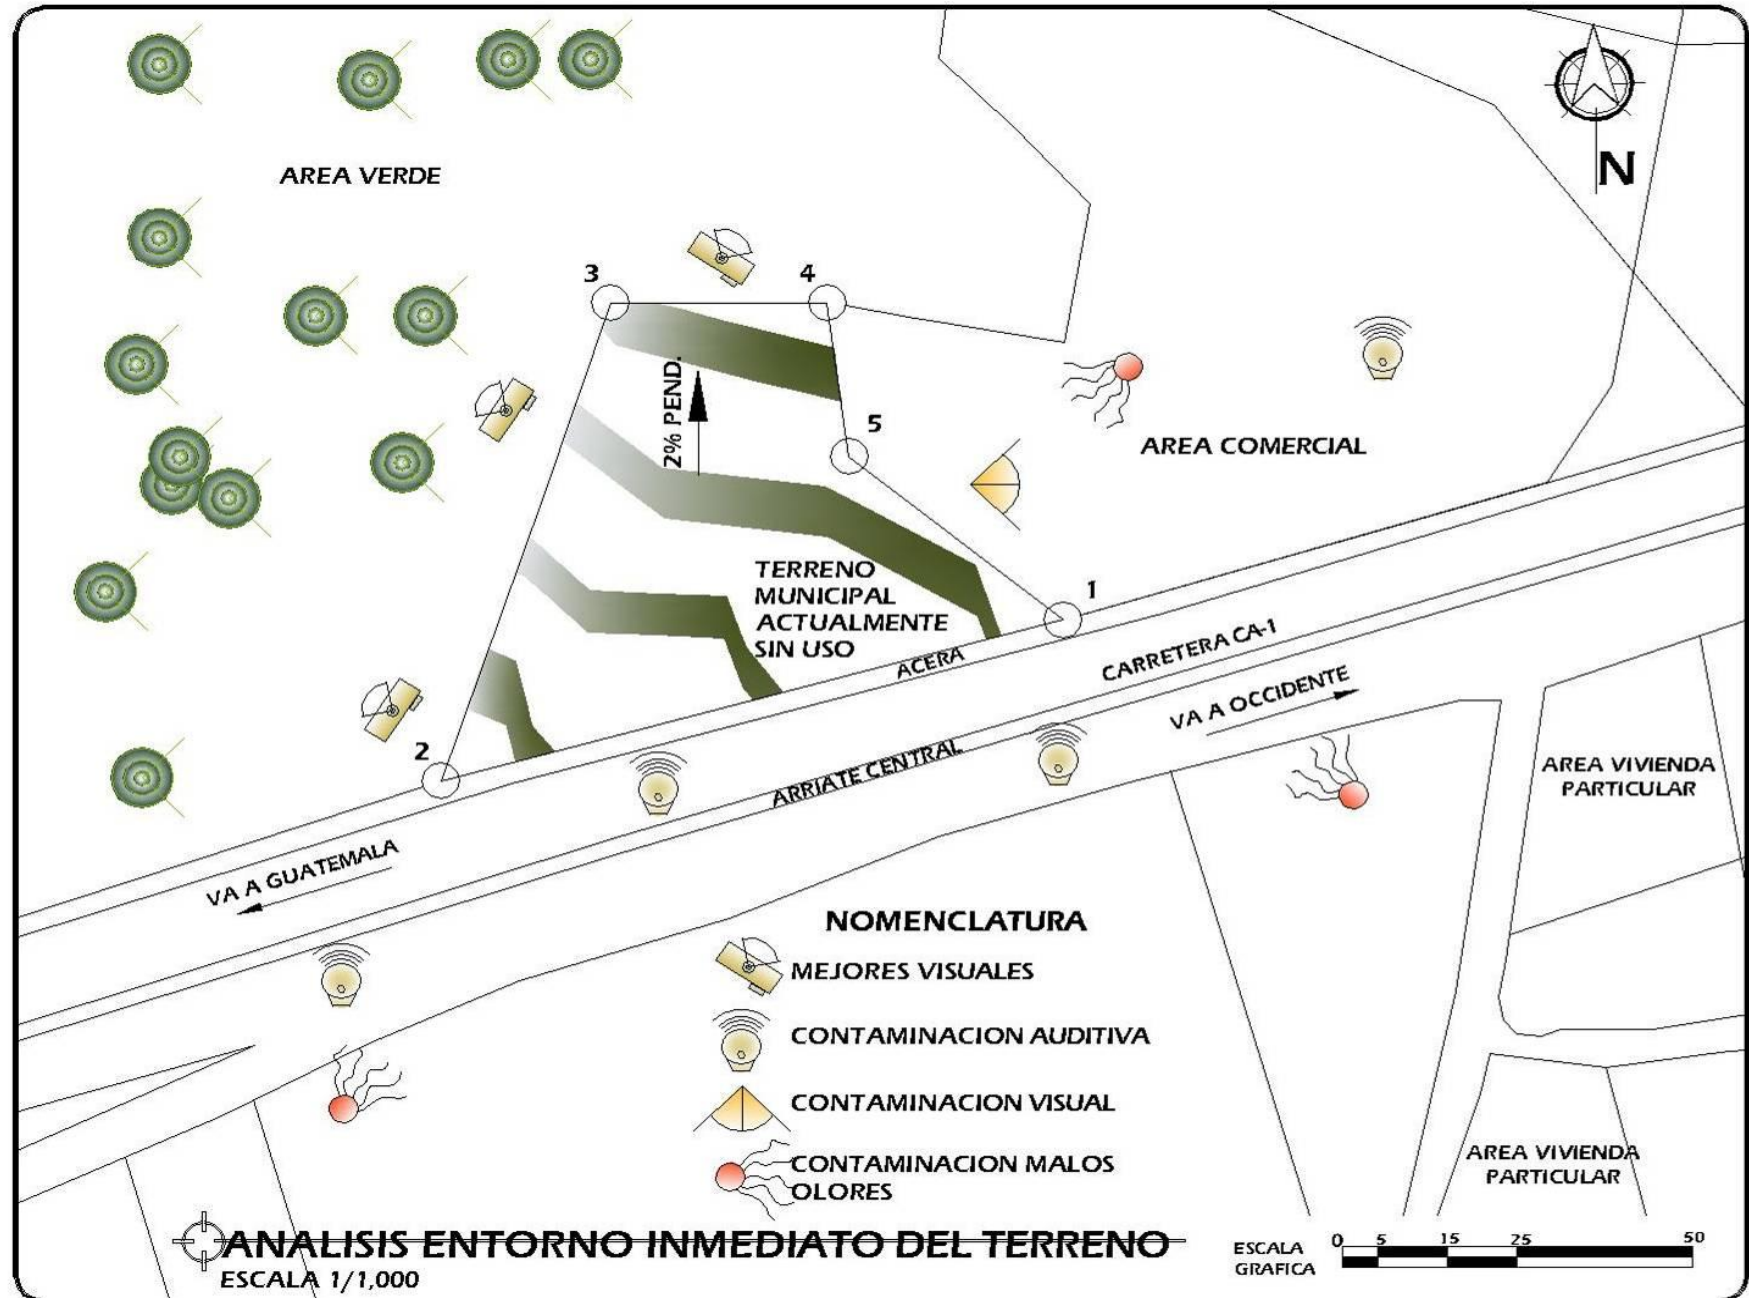 AREA VERDE
N
3
4
2% PEND.
5
AREA COMERCIAL
TERRENO
MUNICIPAL
ACTUALMENTE
SIN USO
1
ACERA
CARRETERA CA-1
VA A OCCIDENTE
2
ARRIATE CENTRAL
AREA VIVIENDA
PARTICULAR
VA A GUATEMALA
NOMENCLATURA
MEJORES VISUALES
CONTAMINACION AUDITIVA
CONTAMINACION VISUAL
CONTAMINACION MALOS
OLORES
AREA VIVIENDA
PARTICULAR
ANALISIS ENTORNO INMEDIATO DEL TERRENO
ESCALA 1/1,000
ESCALA
GRAFICA
0 5 15 25 50